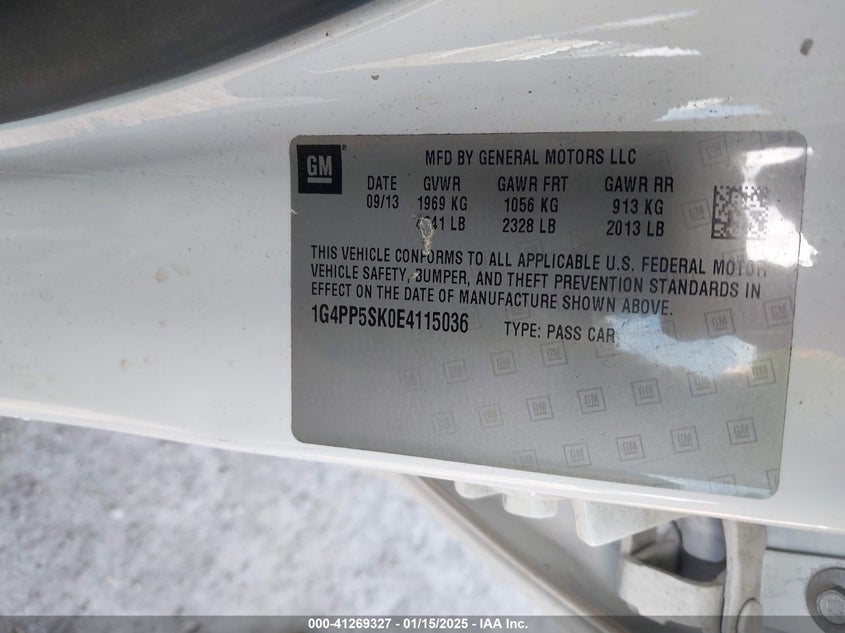 GM
MFD BY GENERAL MOTORS LLC
DATE GVWR GAWR FRT GAWR RR
09/13 1969 KG 1056 KG 913 KG
41 LB 2328 LB 2013 LB
THIS VEHICLE CONFORMS TO ALL APPLICABLE U.S. FEDERAL MOTOR
VEHICLE SAFETY, BUMPER, AND THEFT PREVENTION STANDARDS IN
EFFECT ON THE DATE OF MANUFACTURE SHOWN ABOVE.
1G4PP5SK0E4115036 TYPE: PASS CAR
000-41269327 - 01/15/2025 - IAA Inc.